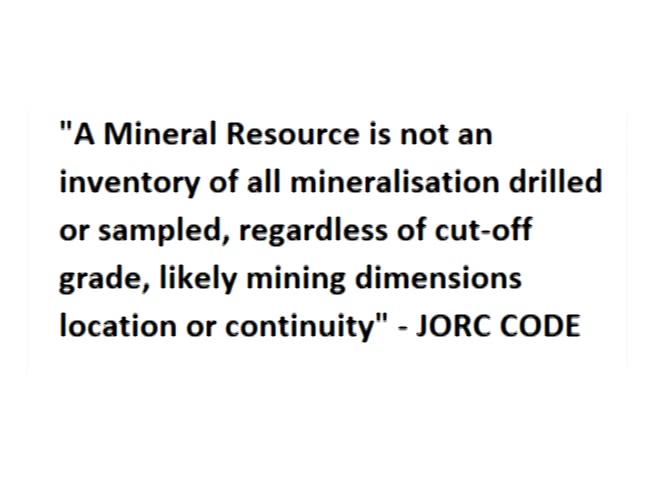 "A Mineral Resource is not an
inventory of all mineralisation drilled
or sampled, regardless of cut-off
grade, likely mining dimensions
location or continuity" - JORC CODE